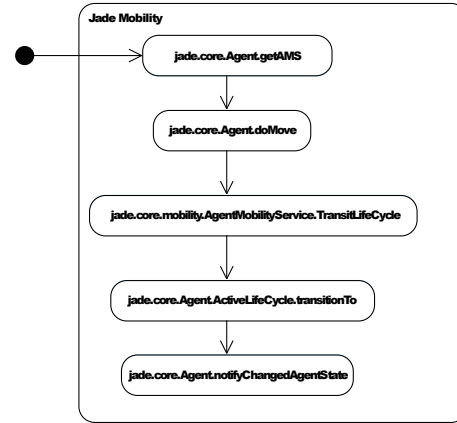 Jade Mobility
jade.core.Agent.getAMS
jade.core.Agent.doMove
jade.core.mobility.AgentMobilityService.TransitLifeCycle
jade.core.Agent.ActiveLifeCycle.transitionTo
jade.core.Agent.notifyChangedAgentState